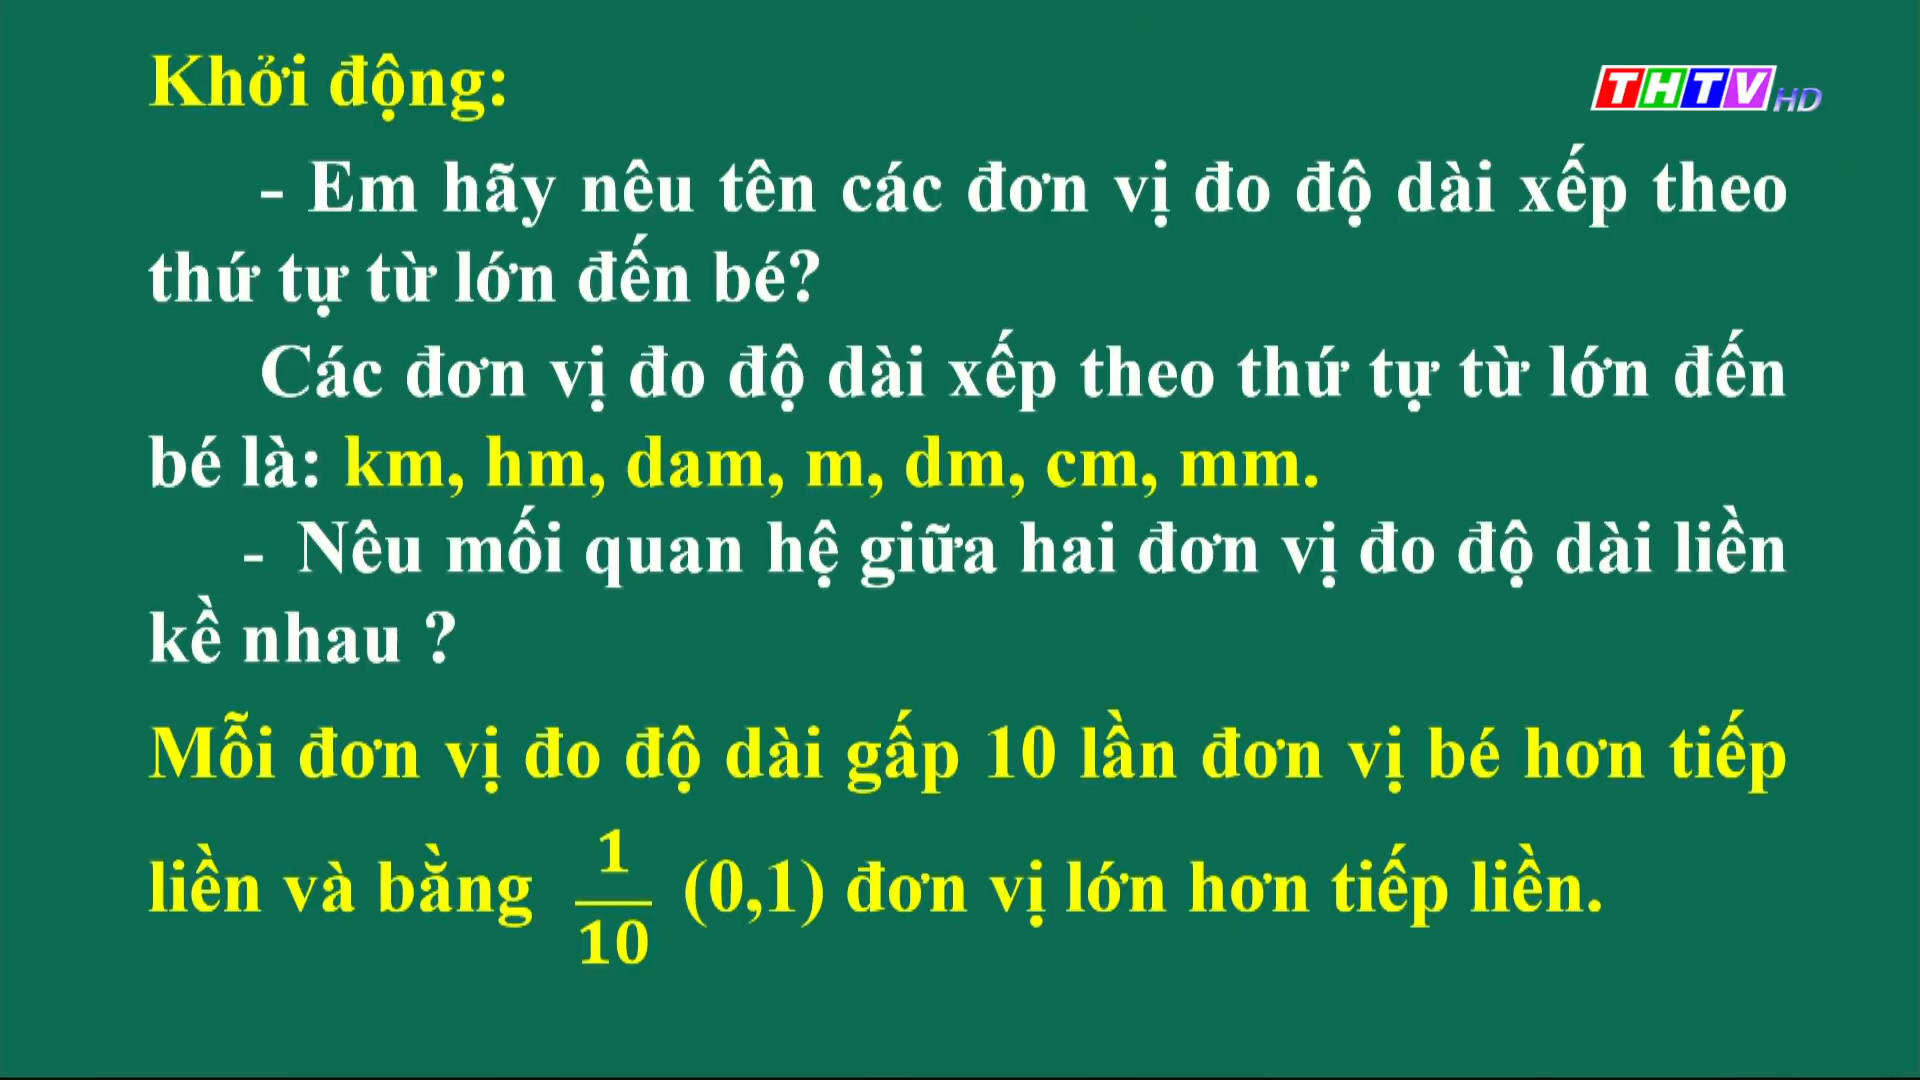 Khởi động:
THTV HD
- Em hãy nêu tên các đơn vị đo độ dài xếp theo
thứ tự từ lớn đến bé?
Các đơn vị đo độ dài xếp theo thứ tự từ lớn đến
bé là: km, hm, dam, m, dm, cm, mm.
- Nêu mối quan hệ giữa hai đơn vị đo độ dài liền
kề nhau ?
Mỗi đơn vị đo độ dài gấp 10 lần đơn vị bé hơn tiếp
liền và bằng 1/10 (0,1) đơn vị lớn hơn tiếp liền.